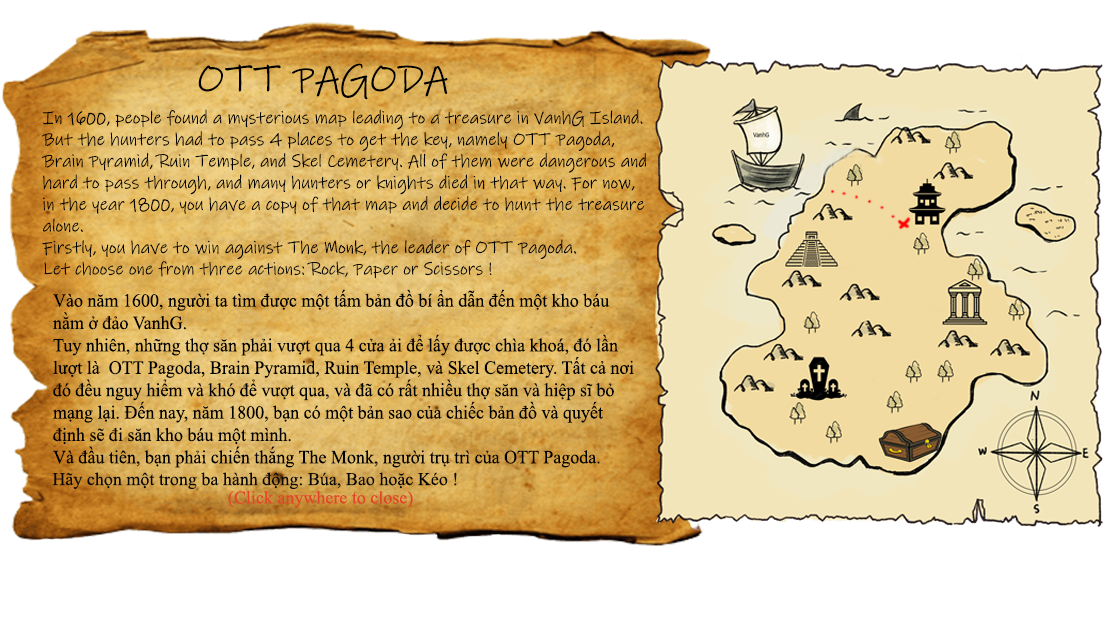 OTT PAGODA
In 1600, people found a mysterious map leading to a treasure in VanhG Island.
But the hunters had to pass 4 places to get the key, namely OTT Pagoda,
Brain Pyramid, Ruin Temple, and Skel Cemetery. All of them were dangerous and
hard to pass through, and many hunters or knights died in that way. For now,
in the year 1800, you have a copy of that map and decide to hunt the treasure
alone.
Firstly, you have to win against The Monk, the leader of OTT Pagoda.
Let choose one from three actions: Rock, Paper or Scissors !
Vào năm 1600, người ta tìm được một tấm bản đồ bí ẩn dẫn đến một kho báu
nằm ở đảo VanhG.
Tuy nhiên, những thợ săn phải vượt qua 4 cửa ải để lấy được chìa khoá, đó lần
lượt là OTT Pagoda, Brain Pyramid, Ruin Temple, và Skel Cemetery. Tất cả nơi
đó đều nguy hiểm và khó để vượt qua, và đã có rất nhiều thợ săn và hiệp sĩ bỏ
mạng lại. Đến nay, năm 1800, bạn có một bản sao của chiếc bản đồ và quyết
định sẽ đi săn kho báu một mình.
Và đầu tiên, bạn phải chiến thắng The Monk, người trụ trì của OTT Pagoda.
Hãy chọn một trong ba hành động: Búa, Bao hoặc Kéo !
(Click anywhere to close)
VanhG
N
W
E
S